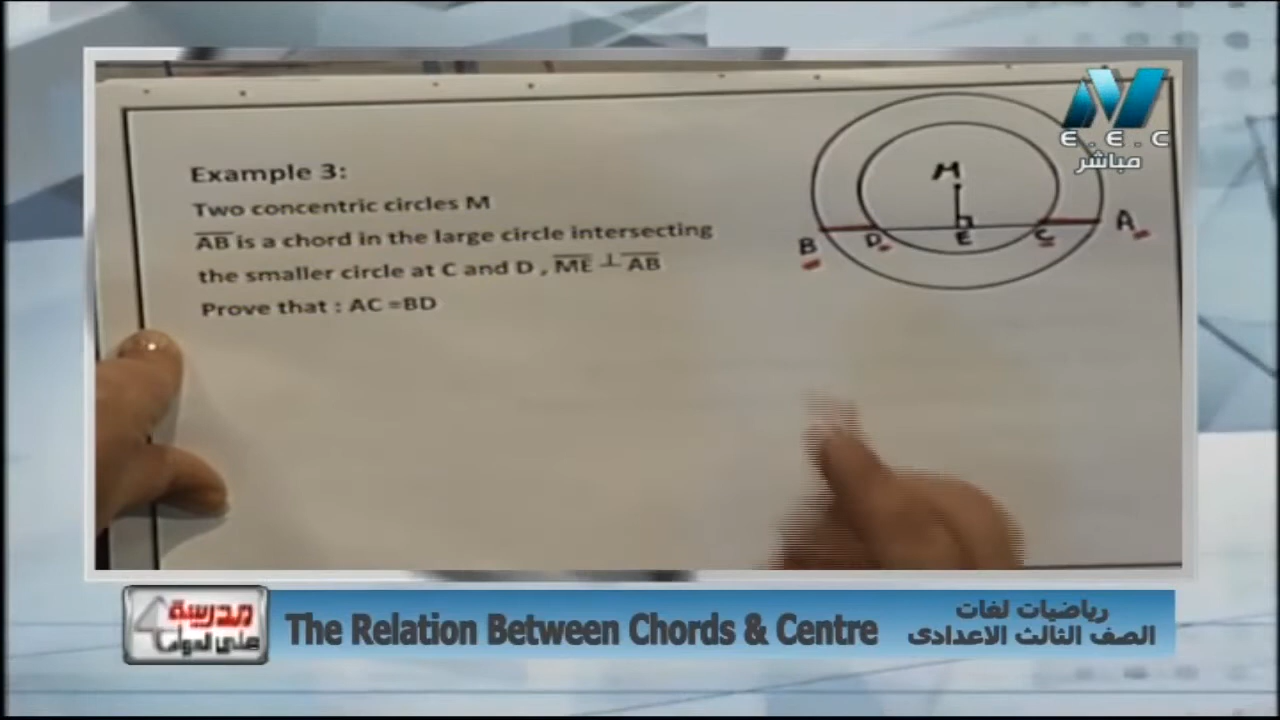 Example 3:
Two concentric circles M
AB is a chord in the large circle intersecting
the smaller circle at C and D , ME ⊥ AB
Prove that : AC =BD
M
A
B
D
E
C
E.E.C
مباشر
مدرسة
على الهواء
The Relation Between Chords & Centre
رياضيات لغات
الصف الثالث الاعدادى